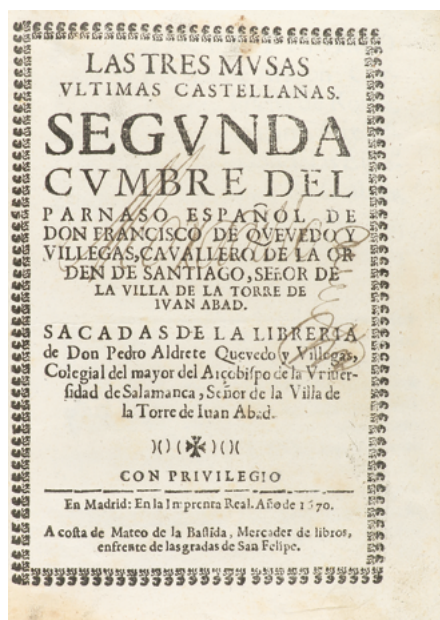 LAS TRES MVSAS
VLTIMAS CASTELLANAS.
SEGVNDA
CVMBRE DEL
PARNASO ESPAÑOL DE
DON FRANCISCO DE QVEVEDO Y
VILLEGAS, CAVALLERO DE LA OR
DEN DE SANTIAGO, SEñOR DE
LA VILLA DE LA TORRE DE
IVAN ABAD.
SACADAS DE LA LIBRERIA
de Don Pedro Aldrete Quevedo y Villegas,
Colegial del mayor del Arçobiſpo de la Vniver-
ſidad de Salamanca, Señor de la Villa de
la Torre de Iuan Abad.
)()(✠)()(
CON PRIVILEGIO
En Madrid: En la Imprenta Real. Año de 1670.
A coſta de Mateo de la Baſtida, Mercader de libros,
enfrente de las gradas de San Felipe.